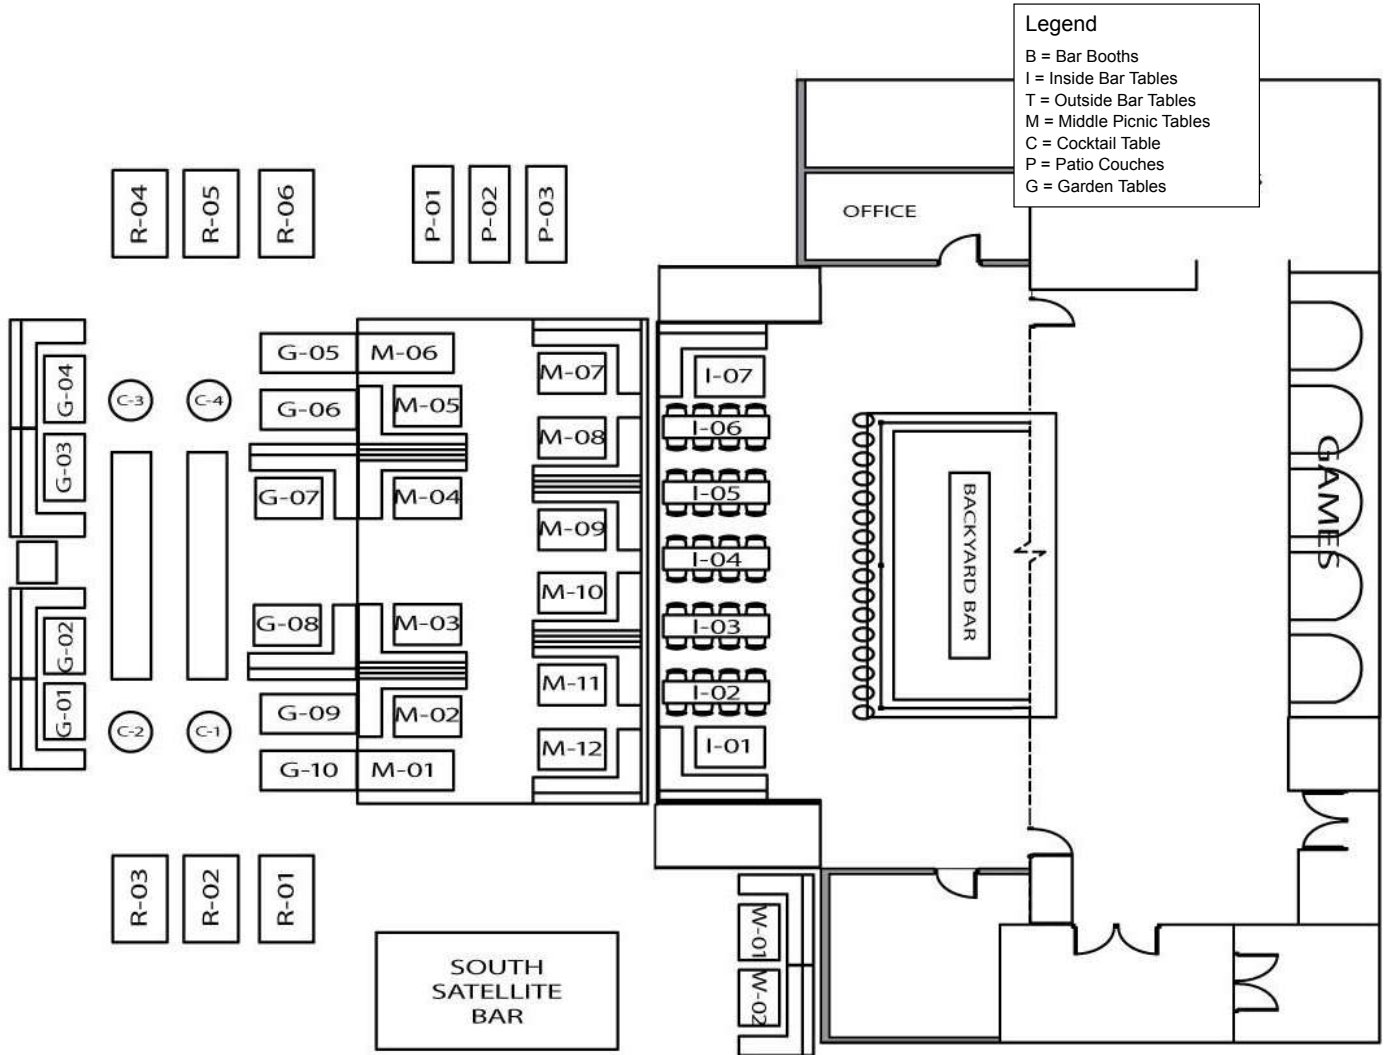 Legend
B = Bar Booths
I = Inside Bar Tables
T = Outside Bar Tables
M = Middle Picnic Tables
C = Cocktail Table
P = Patio Couches
G = Garden Tables
OFFICE
R-04
R-05
R-06
P-01
P-02
P-03
G-05
M-06
M-07
I-07
G-04
C-3
C-4
G-06
M-05
M-08
I-06
G-03
G-07
M-04
I-05
M-09
I-04
GAMES
BACKYARD BAR
M-10
G-02
G-08
M-03
I-03
M-11
I-02
G-01
C-2
C-1
G-09
M-02
M-12
I-01
G-10
M-01
R-03
R-02
R-01
W-01
W-02
SOUTH
SATELLITE
BAR